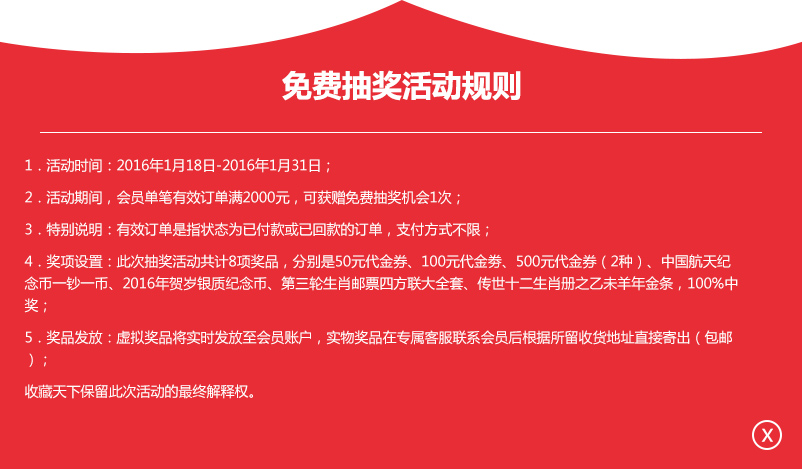 免费抽奖活动规则
1．活动时间：2016年1月18日-2016年1月31日；
2．活动期间，会员单笔有效订单满2000元，可获赠免费抽奖机会1次；
3．特别说明：有效订单是指状态为已付款或已回款的订单，支付方式不限；
4．奖项设置：此次抽奖活动共计8项奖品，分别是50元代金券、100元代金劵、500元代金券（2种）、中国航天纪
念币一钞一币、2016年贺岁银质纪念币、第三轮生肖邮票四方联大全套、传世十二生肖册之乙未羊年金条，100%中
奖；
5．奖品发放：虚拟奖品将实时发放至会员账户，实物奖品在专属客服联系会员后根据所留收货地址直接寄出（包邮
）；
收藏天下保留此次活动的最终解释权。
X